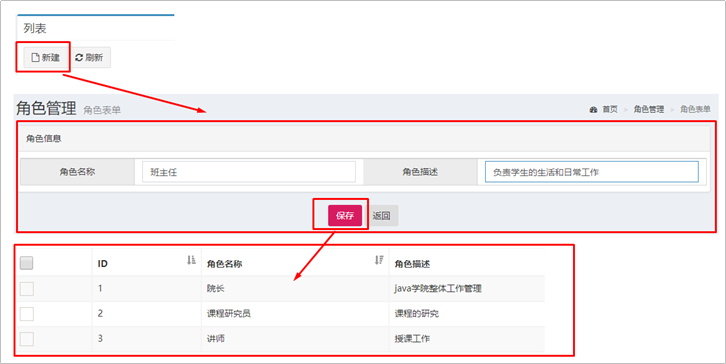 列表
新建 刷新
角色管理 角色表单 首页 > 角色管理 > 角色表单
角色信息
角色名称 班主任 角色描述 负责学生的生活和日常工作
保存 返回
ID 角色名称 角色描述
1 院长 java学院整体工作管理
2 课程研究员 课程的研究
3 讲师 授课工作